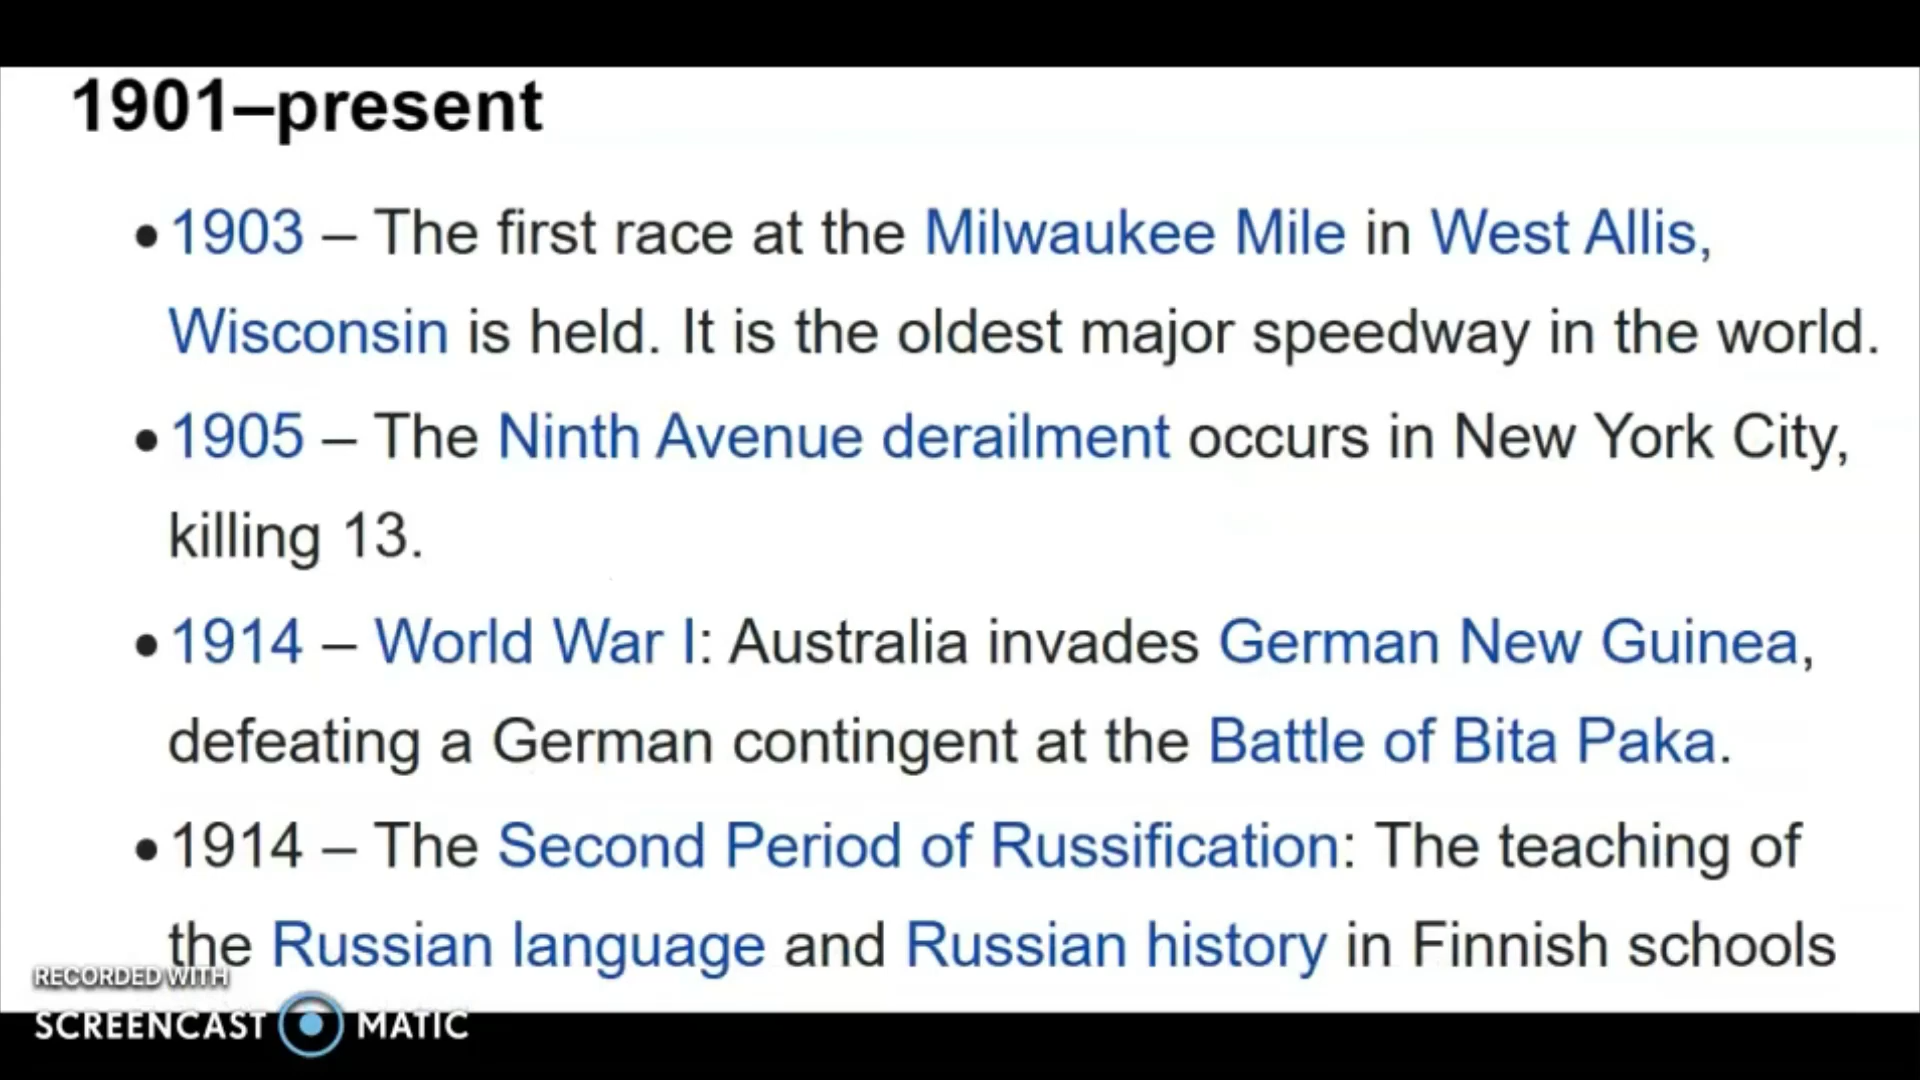 1901–present
• 1903 – The first race at the Milwaukee Mile in West Allis,
Wisconsin is held. It is the oldest major speedway in the world.
• 1905 – The Ninth Avenue derailment occurs in New York City,
killing 13.
• 1914 – World War I: Australia invades German New Guinea,
defeating a German contingent at the Battle of Bita Paka.
• 1914 – The Second Period of Russification: The teaching of
the Russian language and Russian history in Finnish schools
RECORDED WITH
SCREENCAST MATIC